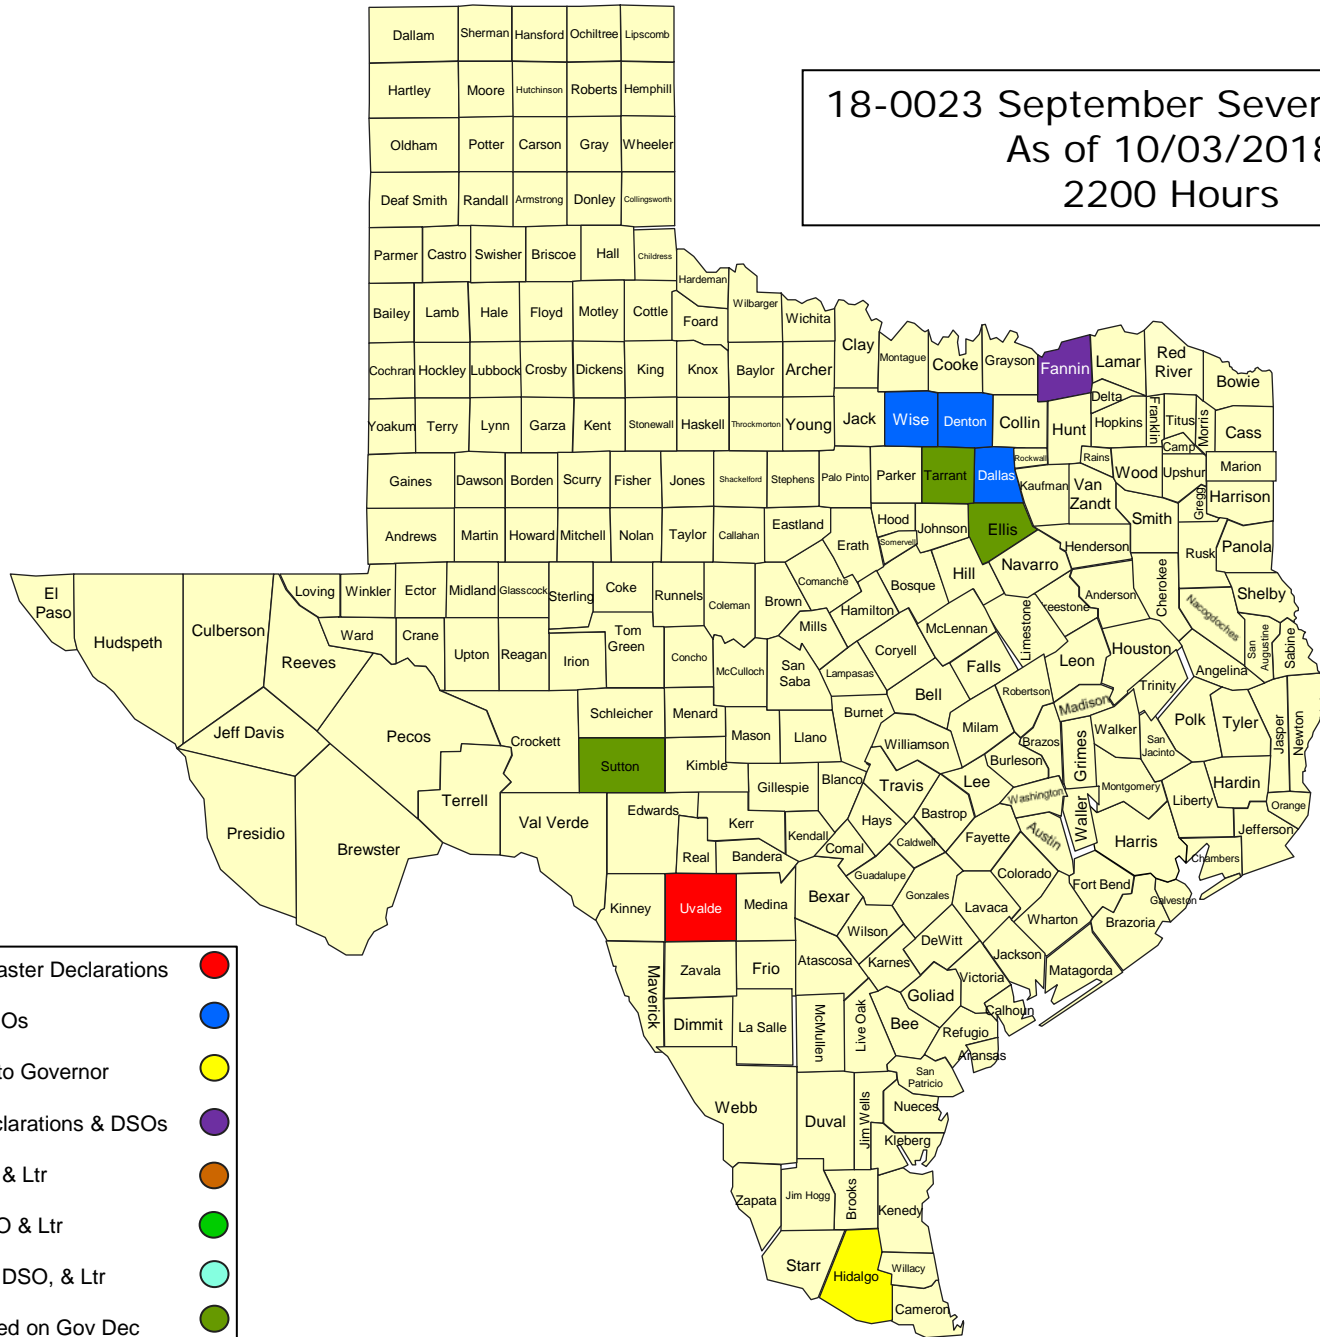 Dallam Sherman Hansford Ochiltree Lipscomb
Hartley Moore Hutchinson Roberts Hemphill
18-0023 September Sever
As of 10/03/2018
2200 Hours
Oldham Potter Carson Gray Wheeler
Deaf Smith Randall Armstrong Donley Collingsworth
Parmer Castro Swisher Briscoe Hall Childress
Hardeman
Bailey Lamb Hale Floyd Motley Cottle Foard Wilbarger Wichita
Clay Montague Cooke Grayson Fannin Lamar Red River Bowie
Cochran Hockley Lubbock Crosby Dickens King Knox Baylor Archer
Delta
Yoakum Terry Lynn Garza Kent Stonewall Haskell Throckmorton Young Jack Wise Denton Collin Hunt Hopkins Franklin Titus Morris Cass
Camp
Rockwall Rains
Gaines Dawson Borden Scurry Fisher Jones Shackelford Stephens Palo Pinto Parker Tarrant Dallas Kaufman Van Zandt Wood Upshur Marion
Gregg Harrison
Andrews Martin Howard Mitchell Nolan Taylor Callahan Eastland Erath Hood Somervell Johnson Ellis Henderson Smith Rusk Panola
El Paso Hudspeth Culberson Loving Winkler Ector Midland Glasscock Sterling Coke Runnels Coleman Brown Comanche Hamilton Bosque Hill Navarro Freestone Anderson Cherokee Nacogdoches Shelby
Ward Crane Upton Reagan Irion Tom Green Concho McCulloch San Saba Mills Lampasas Coryell McLennan Limestone Falls Leon Houston Angelina San Augustine Sabine
Reeves Jeff Davis Pecos Crockett Schleicher Menard Mason Llano Burnet Bell Milam Robertson Madison Trinity Polk Tyler Jasper Newton
Williamson Brazos Grimes Walker San Jacinto
Sutton Kimble Gillespie Blanco Travis Lee Burleson Washington Waller Montgomery Liberty Hardin Orange
Presidio Brewster Terrell Val Verde Edwards Kerr Kendall Hays Bastrop Caldwell Fayette Austin Harris Jefferson
Real Bandera Comal Guadalupe Gonzales Colorado Fort Bend Chambers Galveston
Kinney Uvalde Medina Bexar Wilson Lavaca Wharton Brazoria
Maverick Zavala Frio Atascosa Karnes DeWitt Jackson Matagorda
Dimmit La Salle McMullen Live Oak Bee Goliad Victoria Calhoun
Refugio Aransas
San Patricio
Webb Duval Jim Wells Nueces
Kleberg
Zapata Jim Hogg Brooks Kenedy
Starr Hidalgo Willacy
Cameron
aster Declarations
Os
to Governor
clarations & DSOs
& Ltr
O & Ltr
DSO, & Ltr
ed on Gov Dec